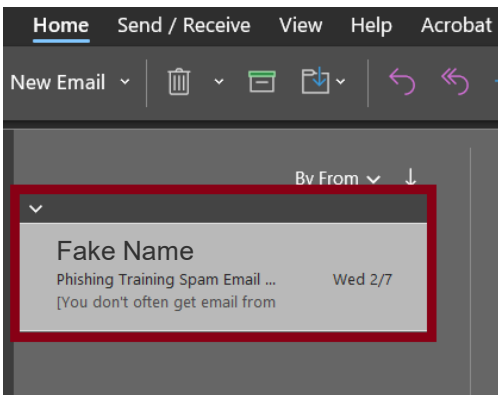 Home Send / Receive View Help Acrobat
New Email
By From
Fake Name
Phishing Training Spam Email ... Wed 2/7
[You don't often get email from